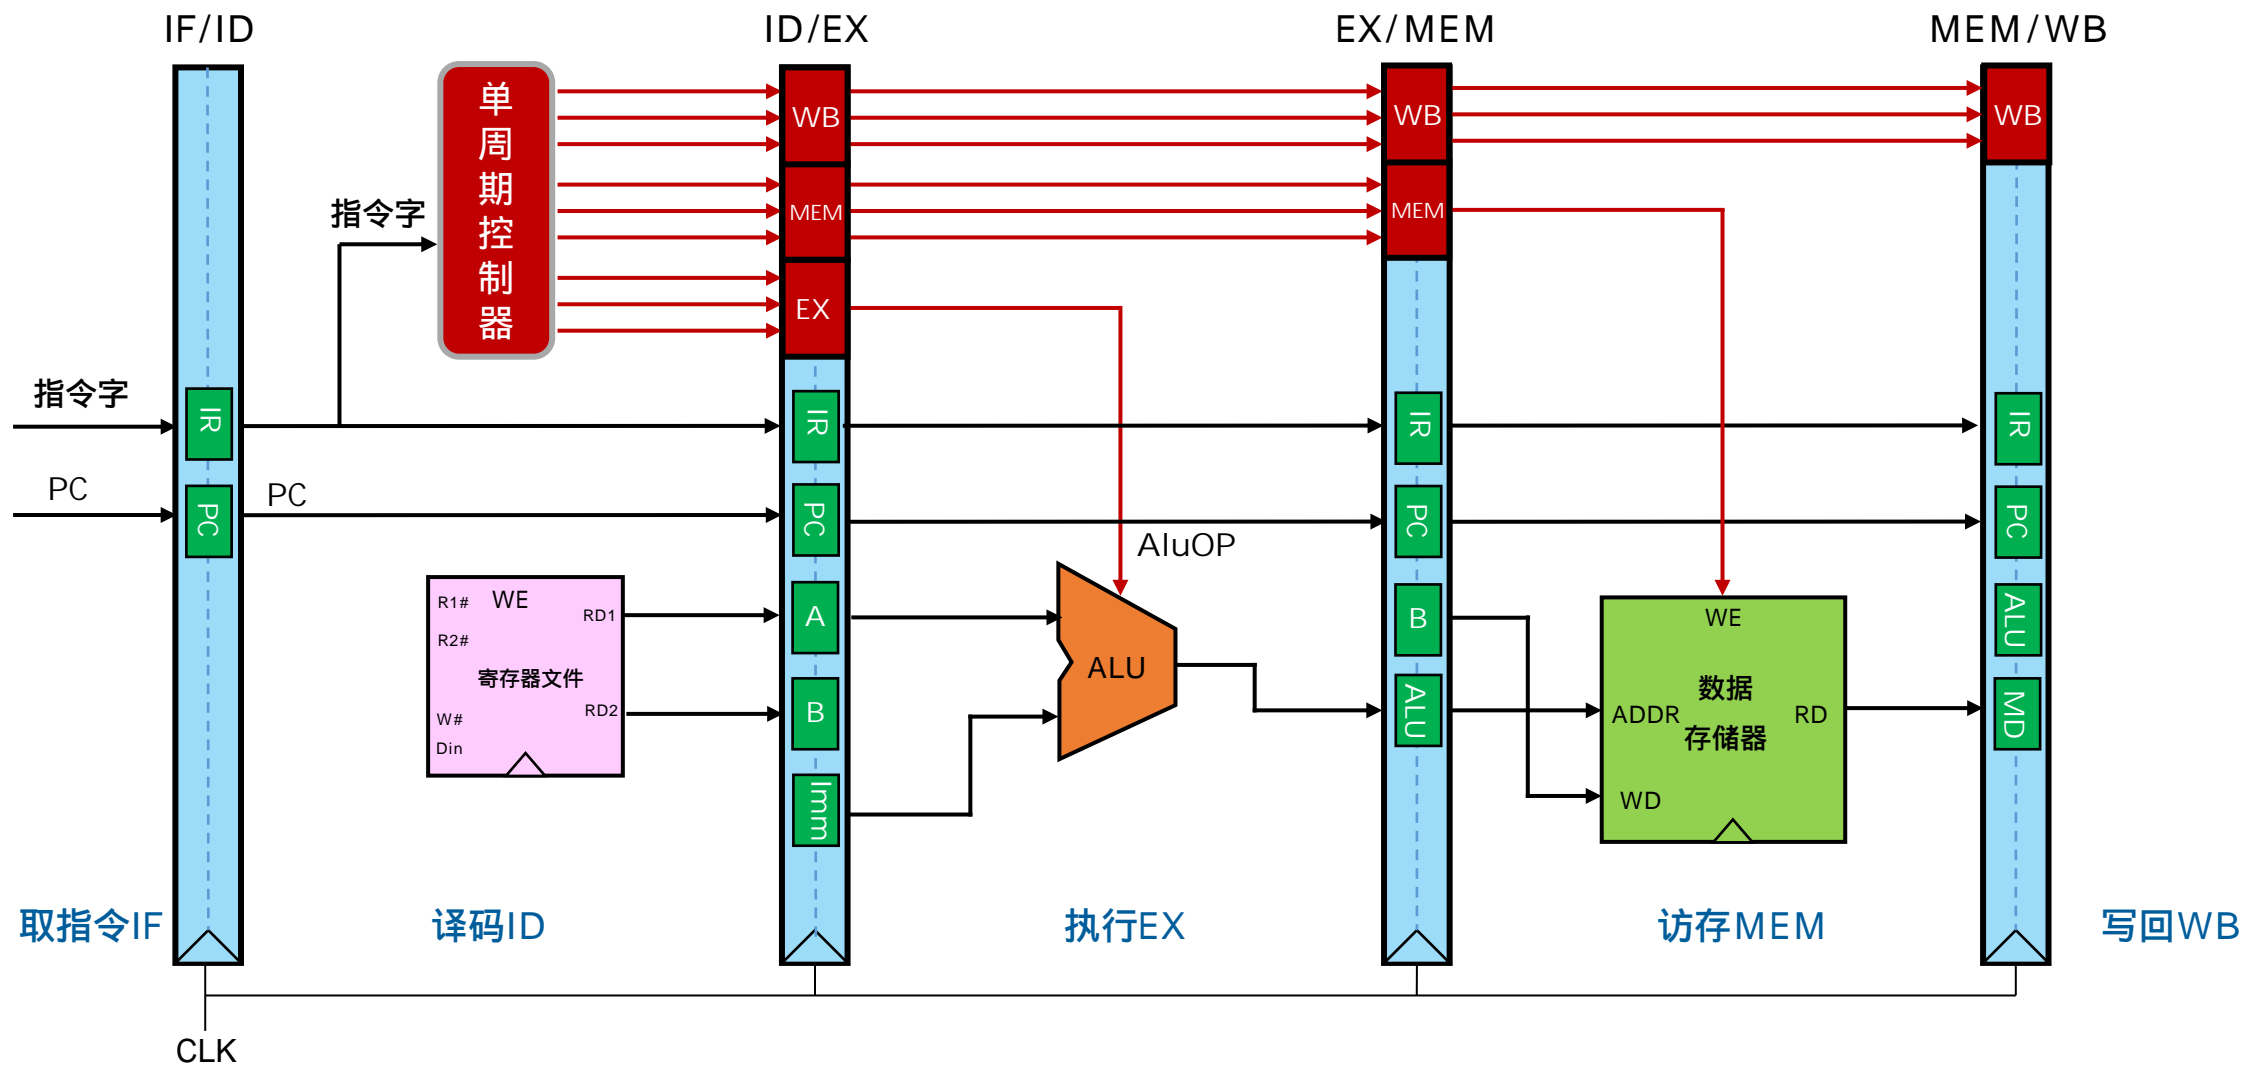 IF/ID
ID/EX
EX/MEM
MEM/WB
单周期控制器
WB
WB
WB
MEM
MEM
EX
指令字
指令字
IR
IR
IR
IR
PC
PC
PC
PC
PC
PC
AluOP
R1#
WE
RD1
R2#
寄存器文件
W#
RD2
Din
A
B
Imm
ALU
B
ALU
WE
数据
存储器
ADDR
RD
WD
ALU
MD
取指令IF
译码ID
执行EX
访存MEM
写回WB
CLK